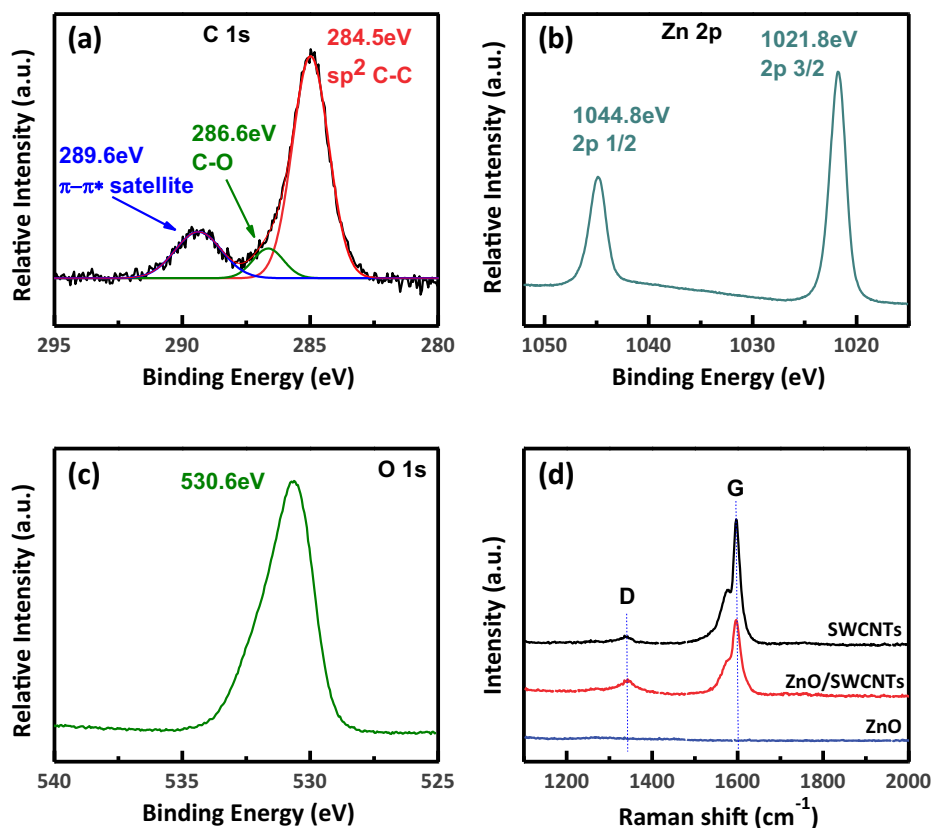 (a)
C 1s
284.5eV
sp² C-C
286.6eV
C-O
289.6eV
π–π* satellite
Relative Intensity (a.u.)
295 290 285 280
Binding Energy (eV)
(b)
Zn 2p
1021.8eV
2p 3/2
1044.8eV
2p 1/2
Relative Intensity (a.u.)
1050 1040 1030 1020
Binding Energy (eV)
(c)
O 1s
530.6eV
Relative Intensity (a.u.)
540 535 530 525
Binding Energy (eV)
(d)
G
D
SWCNTs
ZnO/SWCNTs
ZnO
Intensity (a.u.)
1200 1400 1600 1800 2000
Raman shift (cm⁻¹)